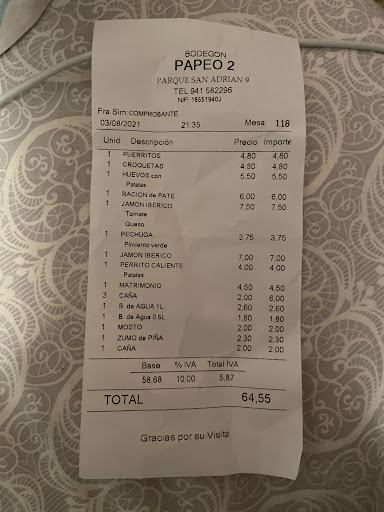 BODEGON
PAPEO 2
PARQUE SAN ADRIAN 9
TEL 941 582296
NIF: 16551940J
Fra Sim: COMPROBANTE
03/08/2021 21:35 Mesa: 118
Unid Descripción Precio Importe
1 PUERRITOS 4,80 4,80
1 CROQUETAS 4,80 4,80
1 HUEVOS con 5,50 5,50
Patatas
1 RACION de PATE 6,00 6,00
1 JAMON IBERICO 7,50 7,50
Tomate
Queso
1 PECHUGA 3,75 3,75
Pimiento verde
1 JAMON IBERICO 7,00 7,00
1 PERRITO CALIENTE 4,00 4,00
Patatas
1 MATRIMONIO 4,50 4,50
3 CAÑA 2,00 6,00
1 B. de AGUA 1L 2,60 2,60
1 B. de Agua 0.5L 1,80 1,80
1 MOSTO 2,00 2,00
1 ZUMO de PIÑA 2,30 2,30
1 CAÑA 2,00 2,00
Base % IVA Total IVA
58,68 10,00 5,87
TOTAL 64,55
Gracias por su Visita